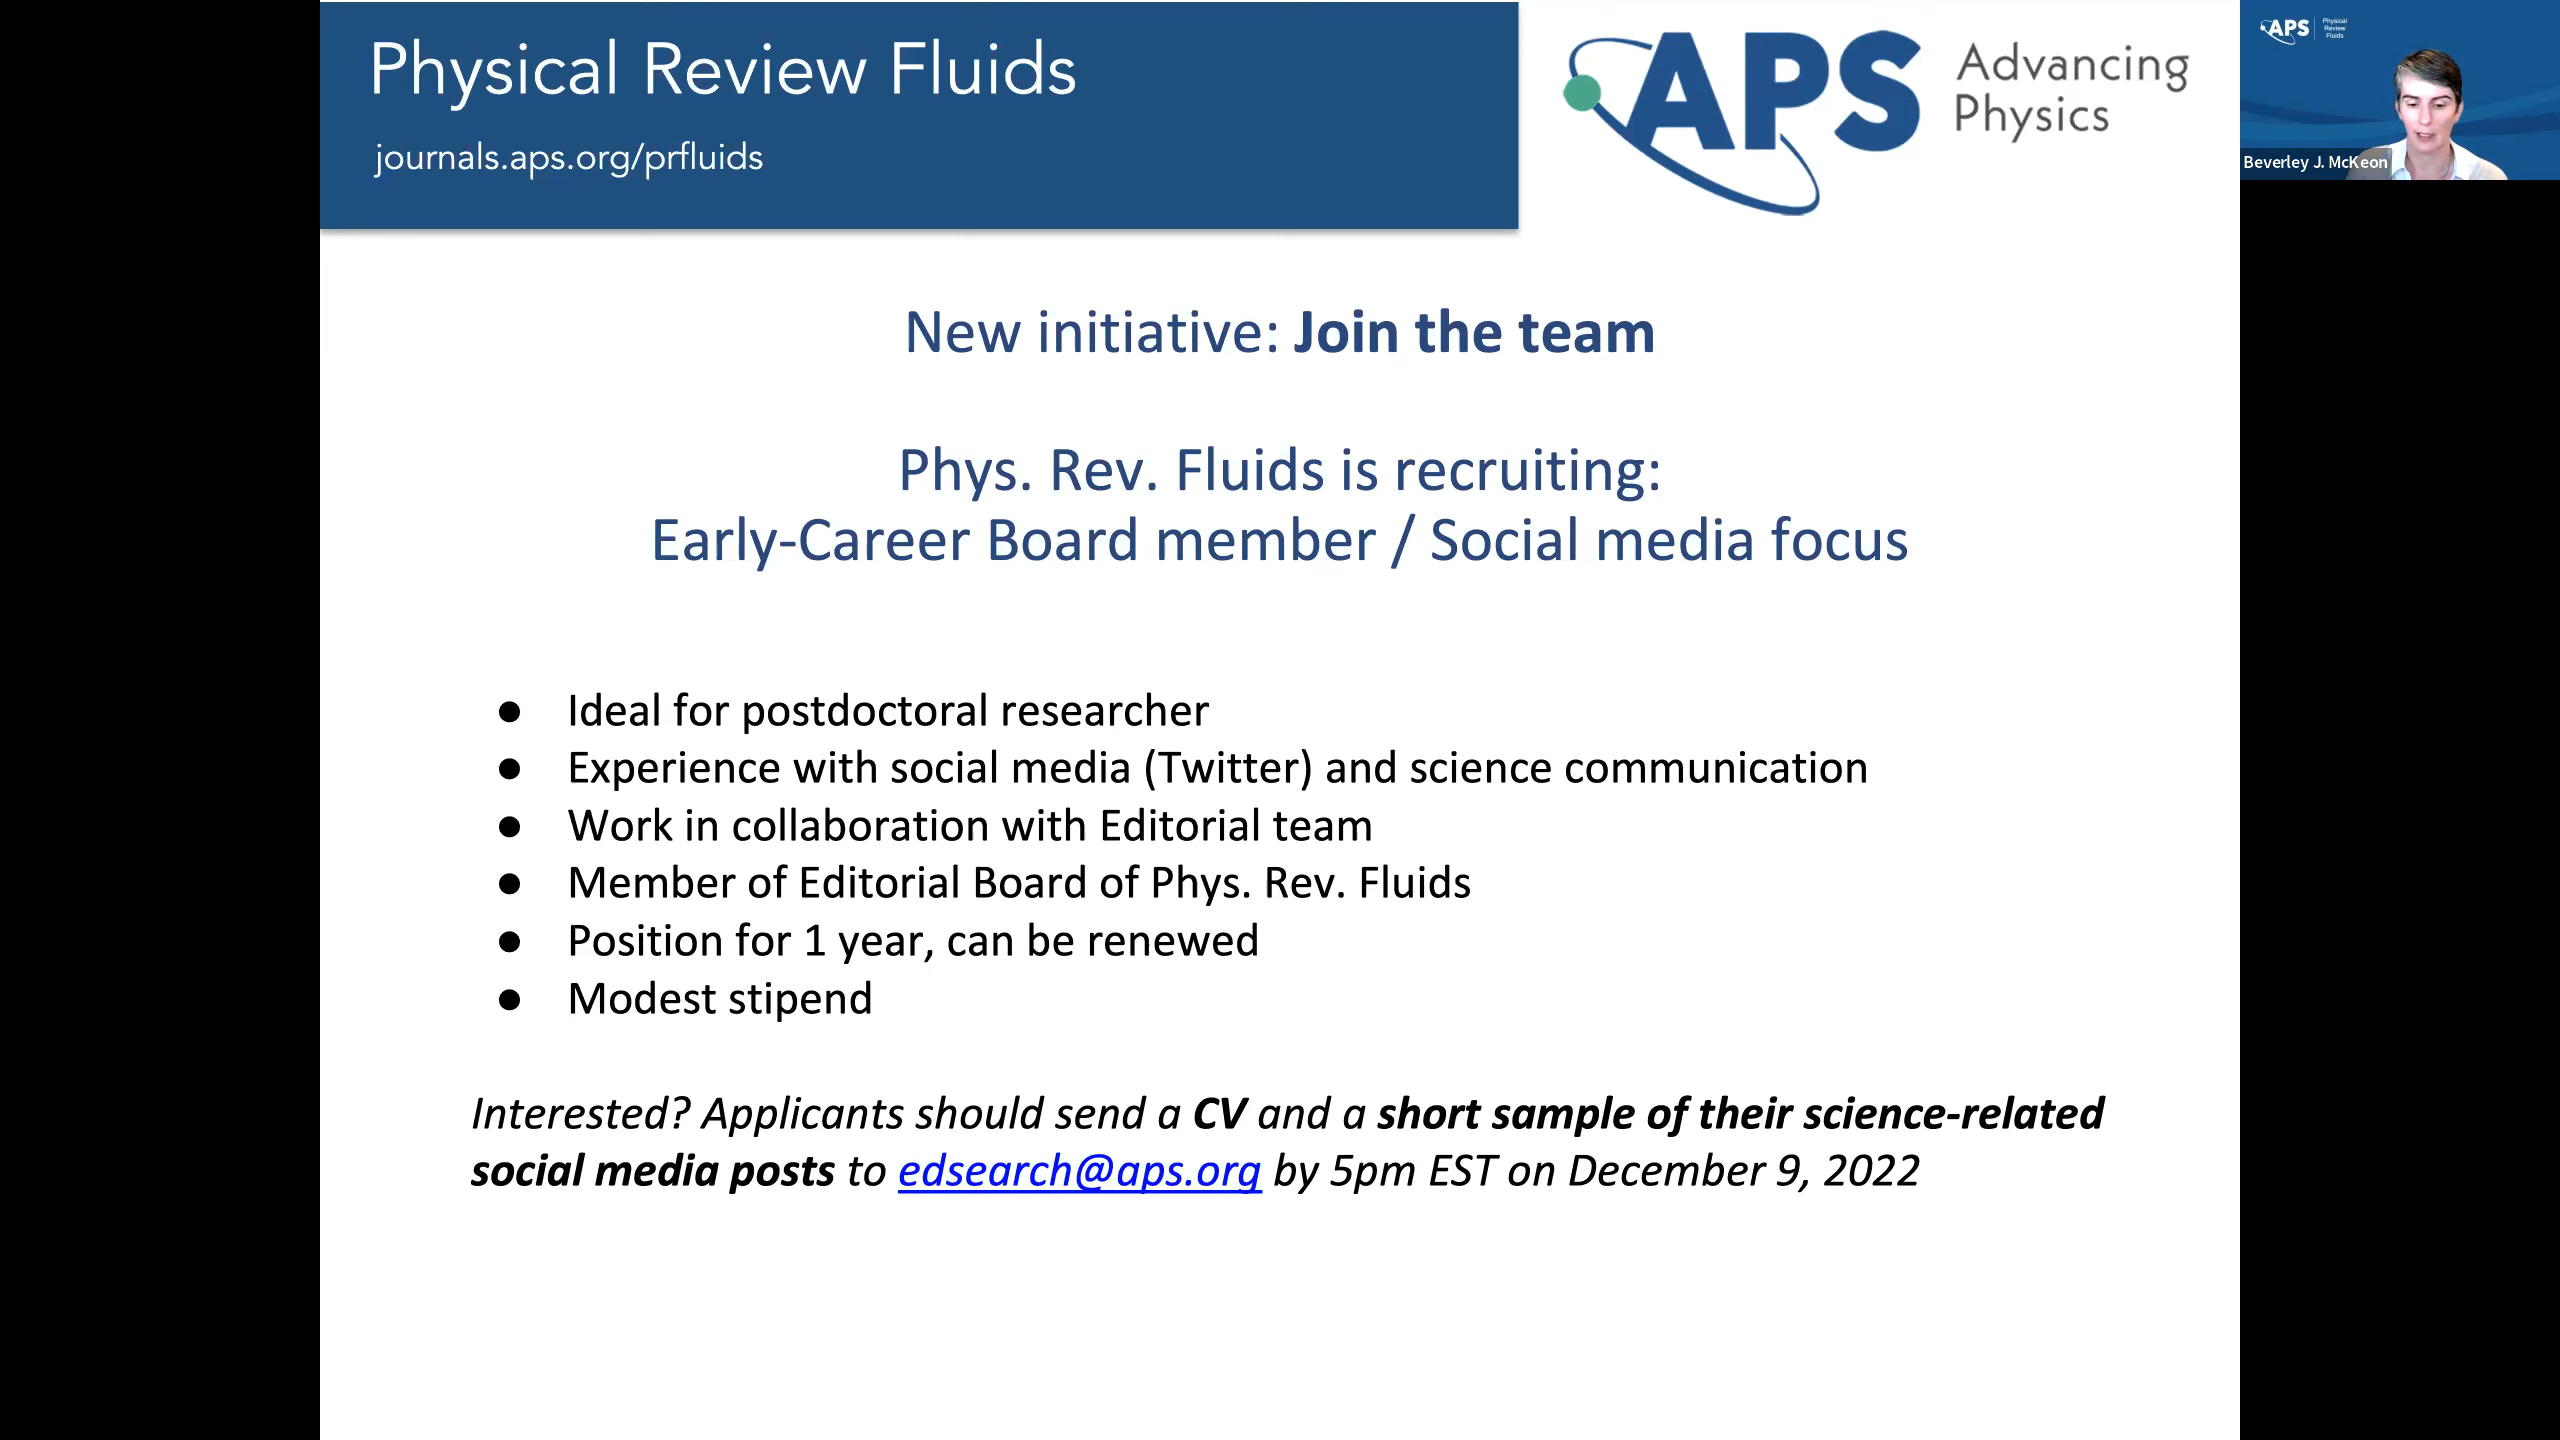 Physical Review Fluids
journals.aps.org/prfluids
APS
Advancing
Physics
APS
Physical
Review
Fluids
Beverley J. McKeon
New initiative: Join the team
Phys. Rev. Fluids is recruiting:
Early-Career Board member / Social media focus
● Ideal for postdoctoral researcher
● Experience with social media (Twitter) and science communication
● Work in collaboration with Editorial team
● Member of Editorial Board of Phys. Rev. Fluids
● Position for 1 year, can be renewed
● Modest stipend
Interested? Applicants should send a CV and a short sample of their science-related
social media posts to edsearch@aps.org by 5pm EST on December 9, 2022